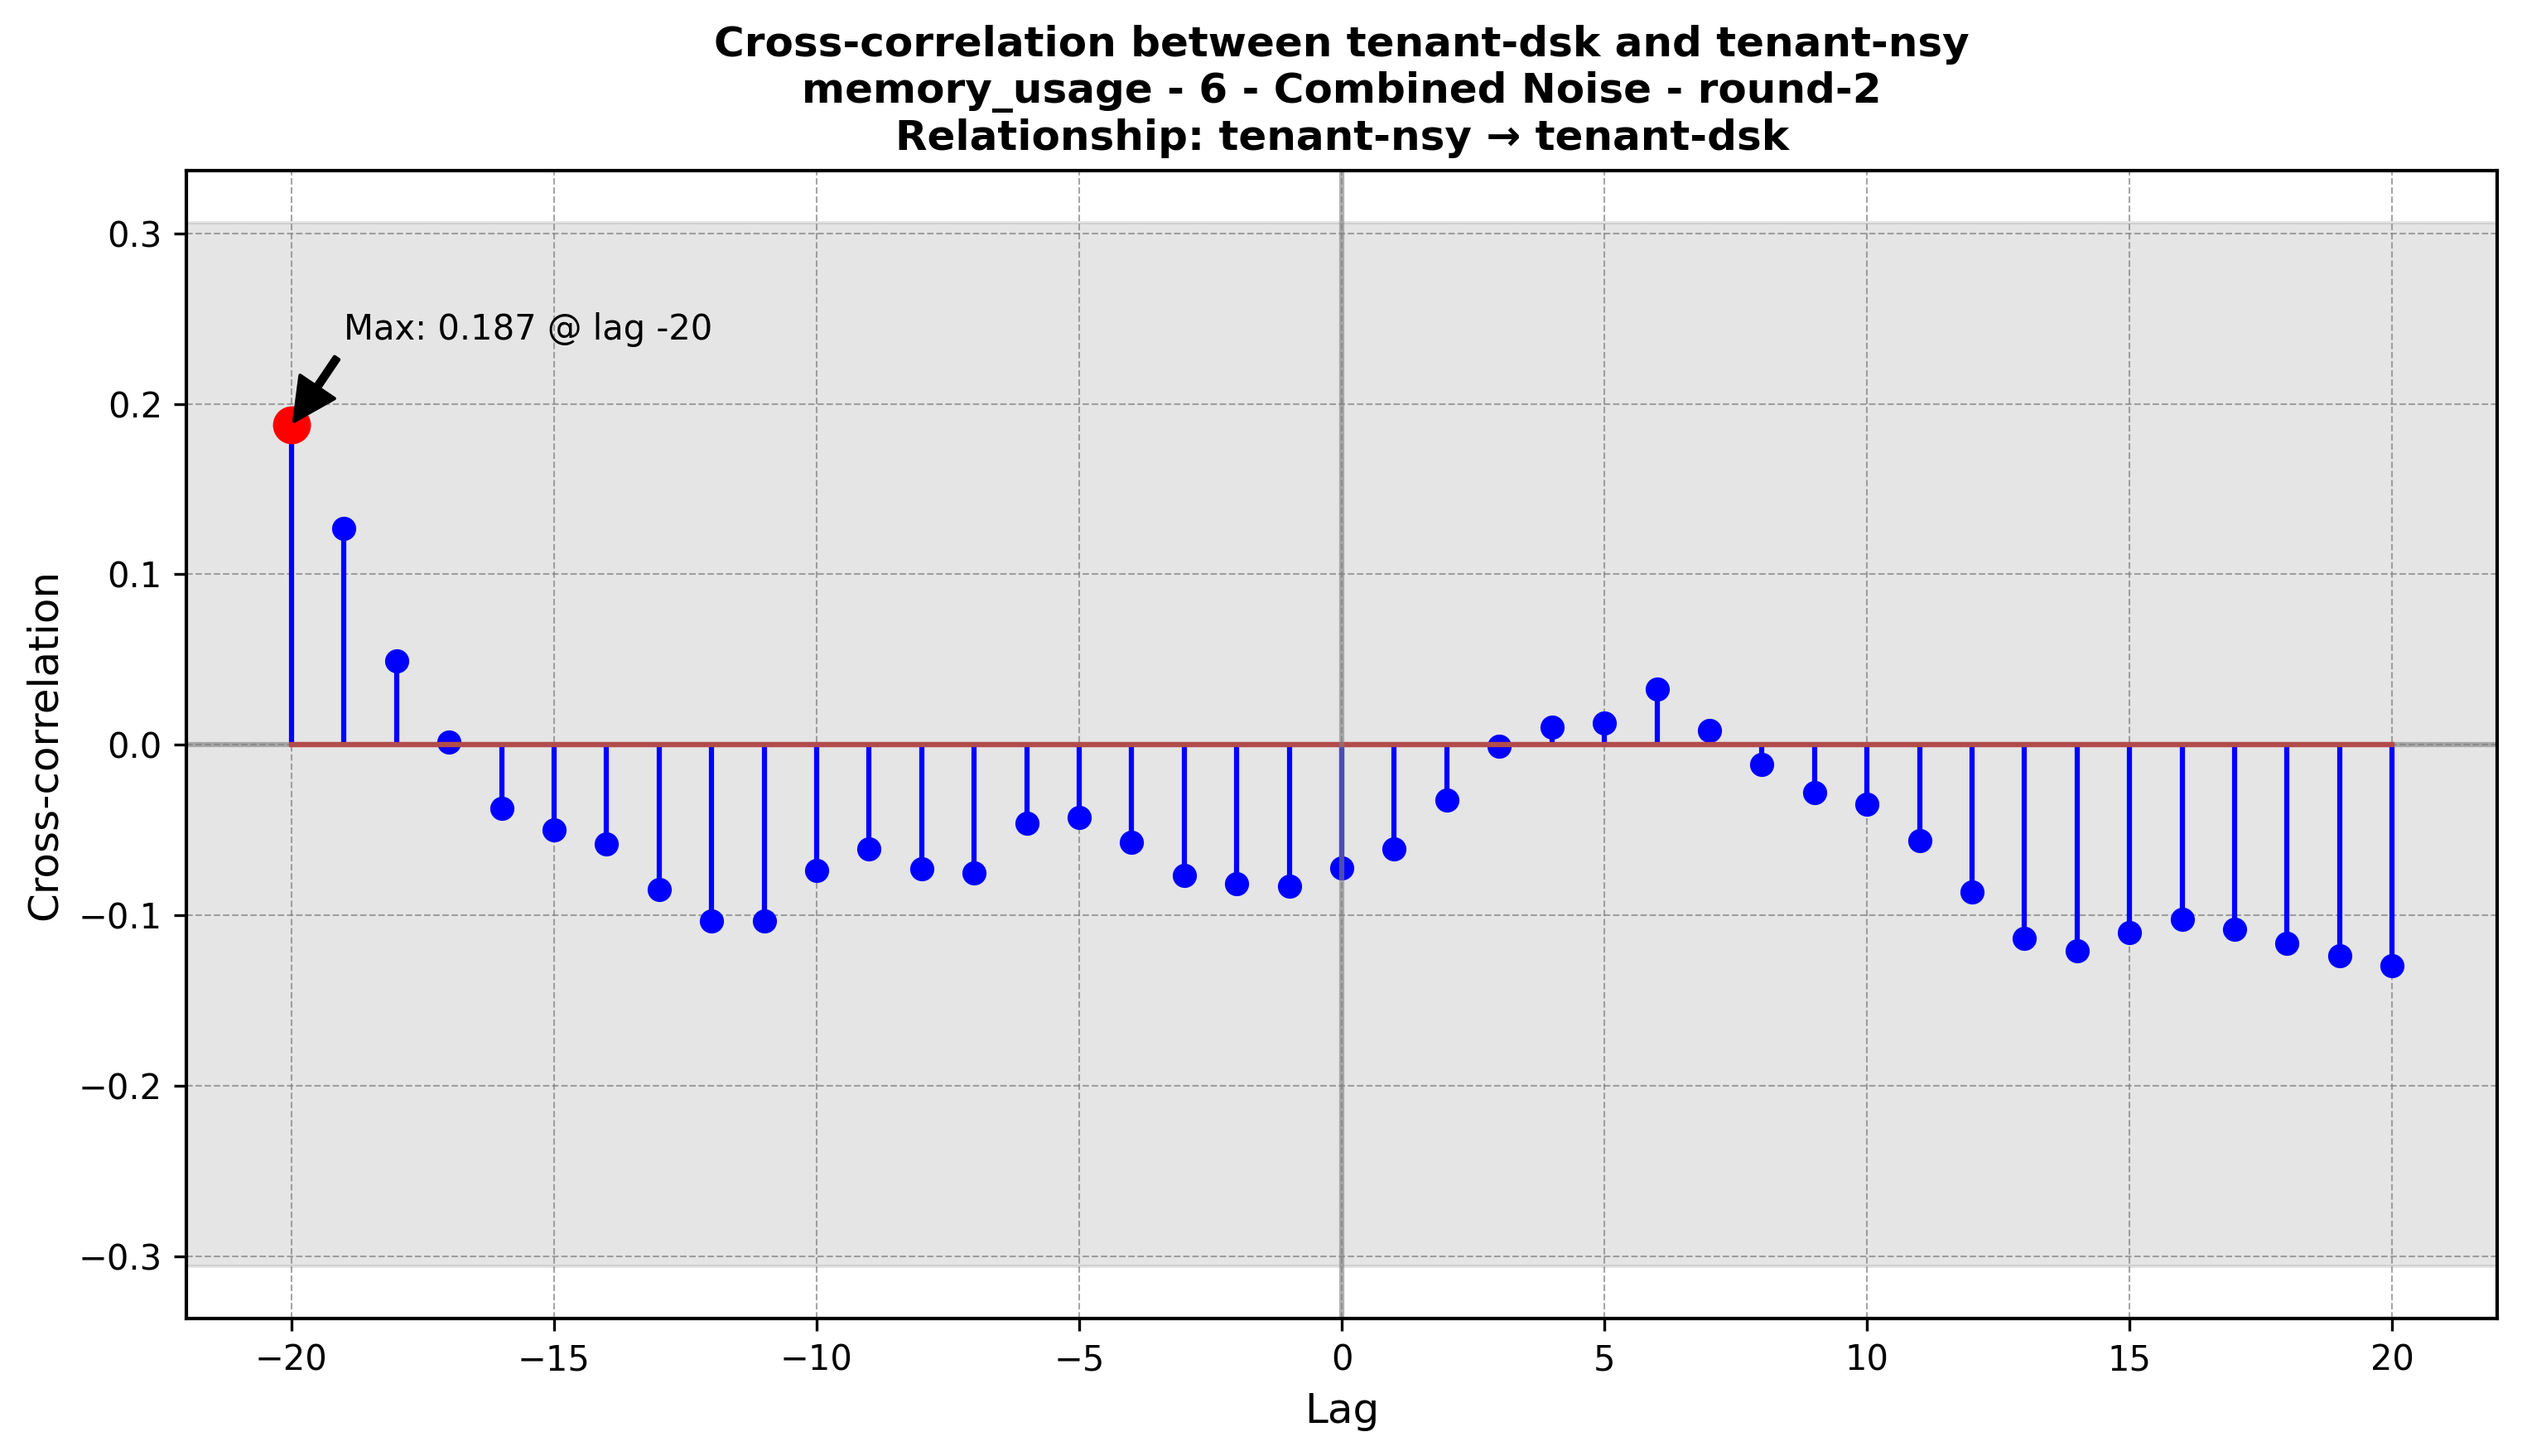 Cross-correlation between tenant-dsk and tenant-nsy
memory_usage - 6 - Combined Noise - round-2
Relationship: tenant-nsy → tenant-dsk
0.3
0.2
0.1
0.0
−0.1
−0.2
−0.3
Cross-correlation
Max: 0.187 @ lag -20
−20
−15
−10
−5
0
5
10
15
20
Lag